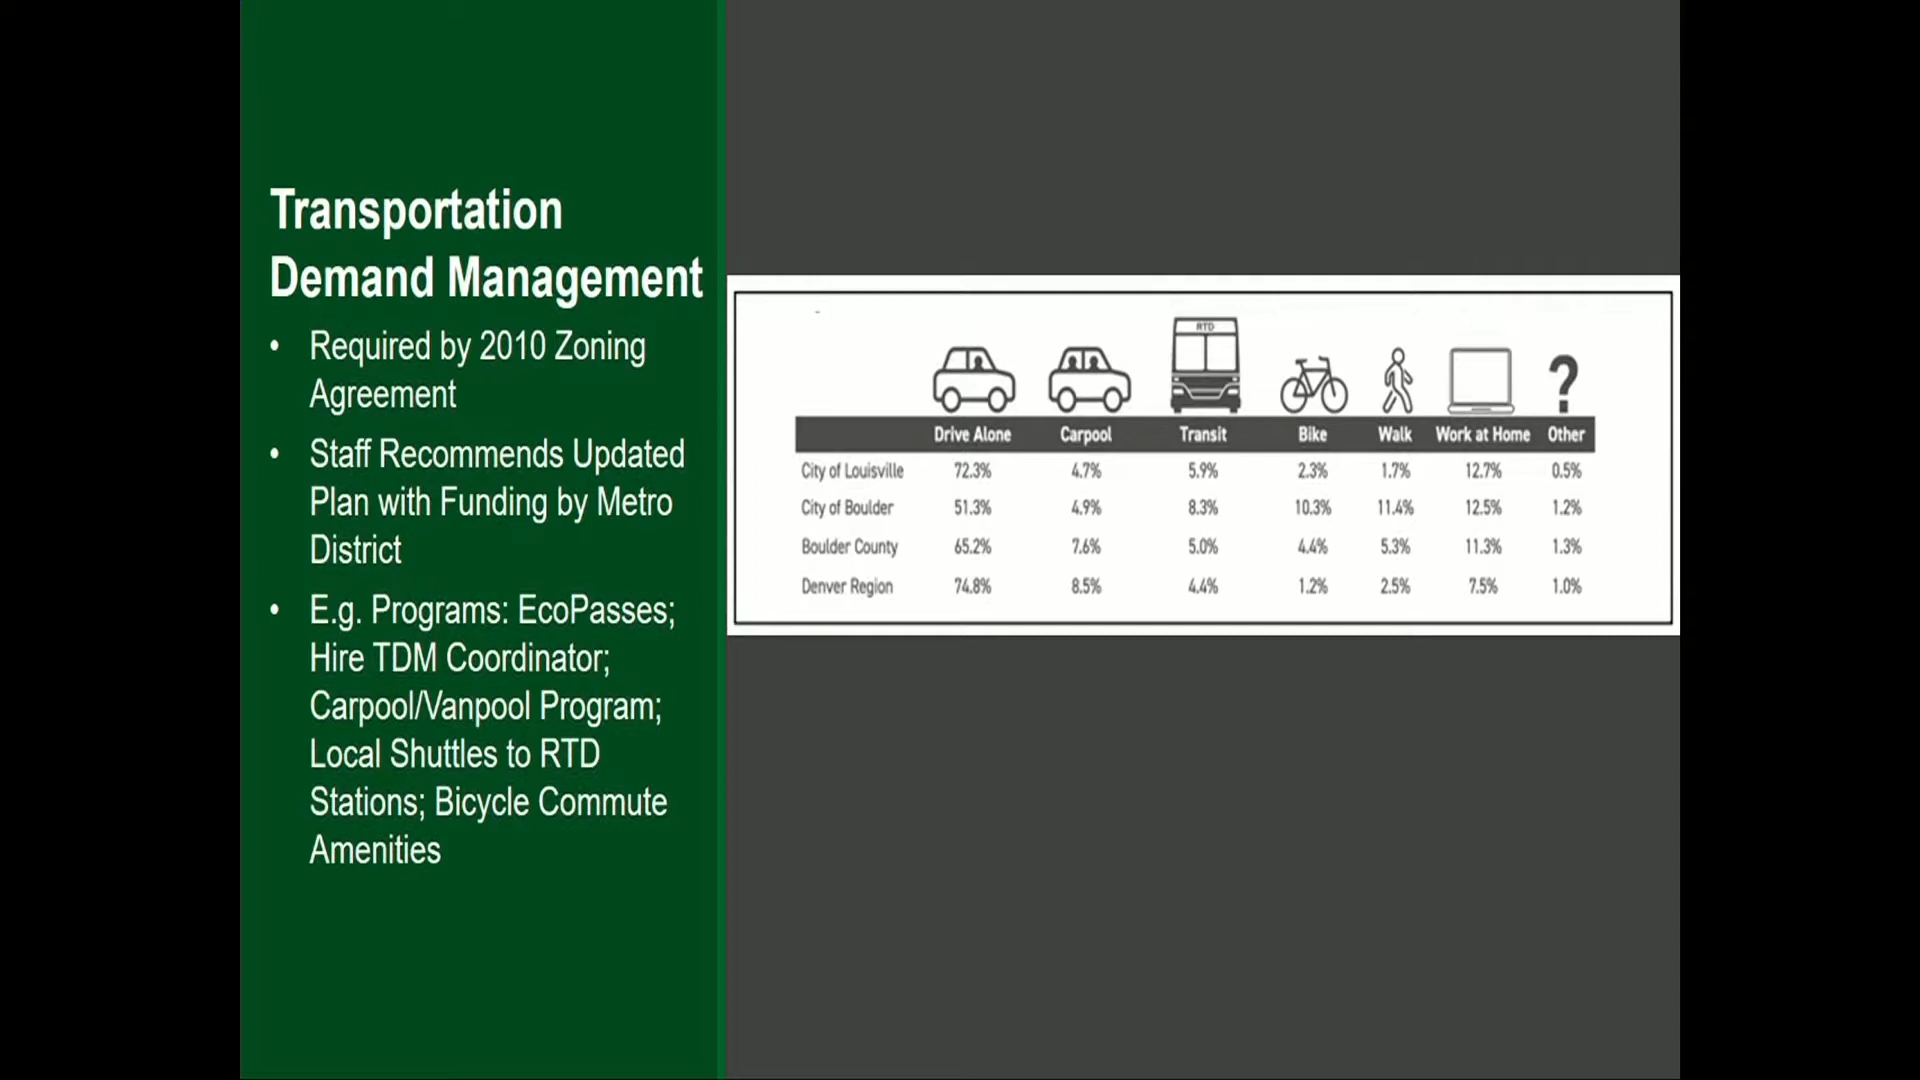 Transportation
Demand Management
• Required by 2010 Zoning
Agreement
• Staff Recommends Updated
Plan with Funding by Metro
District
• E.g. Programs: EcoPasses;
Hire TDM Coordinator;
Carpool/Vanpool Program;
Local Shuttles to RTD
Stations; Bicycle Commute
Amenities
RTD
?
Drive Alone Carpool Transit Bike Walk Work at Home Other
City of Louisville 72.3% 4.7% 5.9% 2.3% 1.7% 12.7% 0.5%
City of Boulder 51.3% 4.9% 8.3% 10.3% 11.4% 12.5% 1.2%
Boulder County 65.2% 7.6% 5.0% 4.4% 5.3% 11.3% 1.3%
Denver Region 74.8% 8.5% 4.4% 1.2% 2.5% 7.5% 1.0%